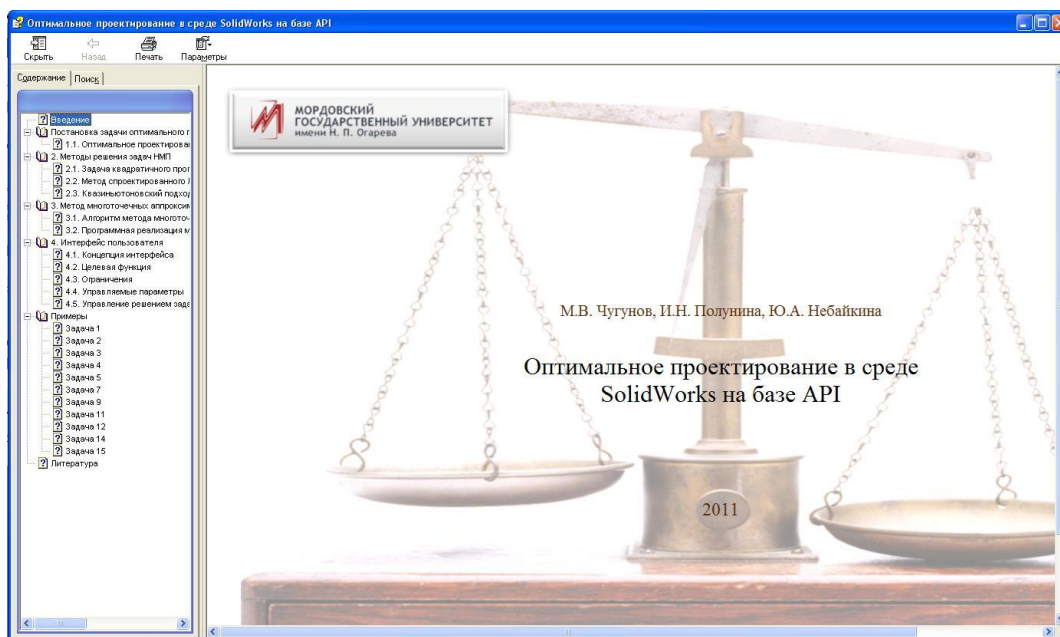 Оптимальное проектирование в среде SolidWorks на базе API
Скрыть Назад Печать Параметры
Содержание Поиск
Введение
Постановка задачи оптимального г
1.1. Оптимальное проектирова
2. Методы решения задач НМП
2.1. Задача квадратичного прог
2.2. Метод спроектированного Л
2.3. Квазиньютоновский подход
3. Метод многоточечных аппрокси
3.1. Алгоритм метода многоточ
3.2. Программная реализация м
4. Интерфейс пользователя
4.1. Концепция интерфейса
4.2. Целевая функция
4.3. Ограничения
4.4. Управляемые параметры
4.5. Управление решением зада
Примеры
Задача 1
Задача 2
Задача 3
Задача 4
Задача 5
Задача 7
Задача 9
Задача 11
Задача 12
Задача 14
Задача 15
Литература
МОРДОВСКИЙ
ГОСУДАРСТВЕННЫЙ УНИВЕРСИТЕТ
имени Н. П. Огарева
М.В. Чугунов, И.Н. Полунина, Ю.А. Небайкина
Оптимальное проектирование в среде
SolidWorks на базе API
2011